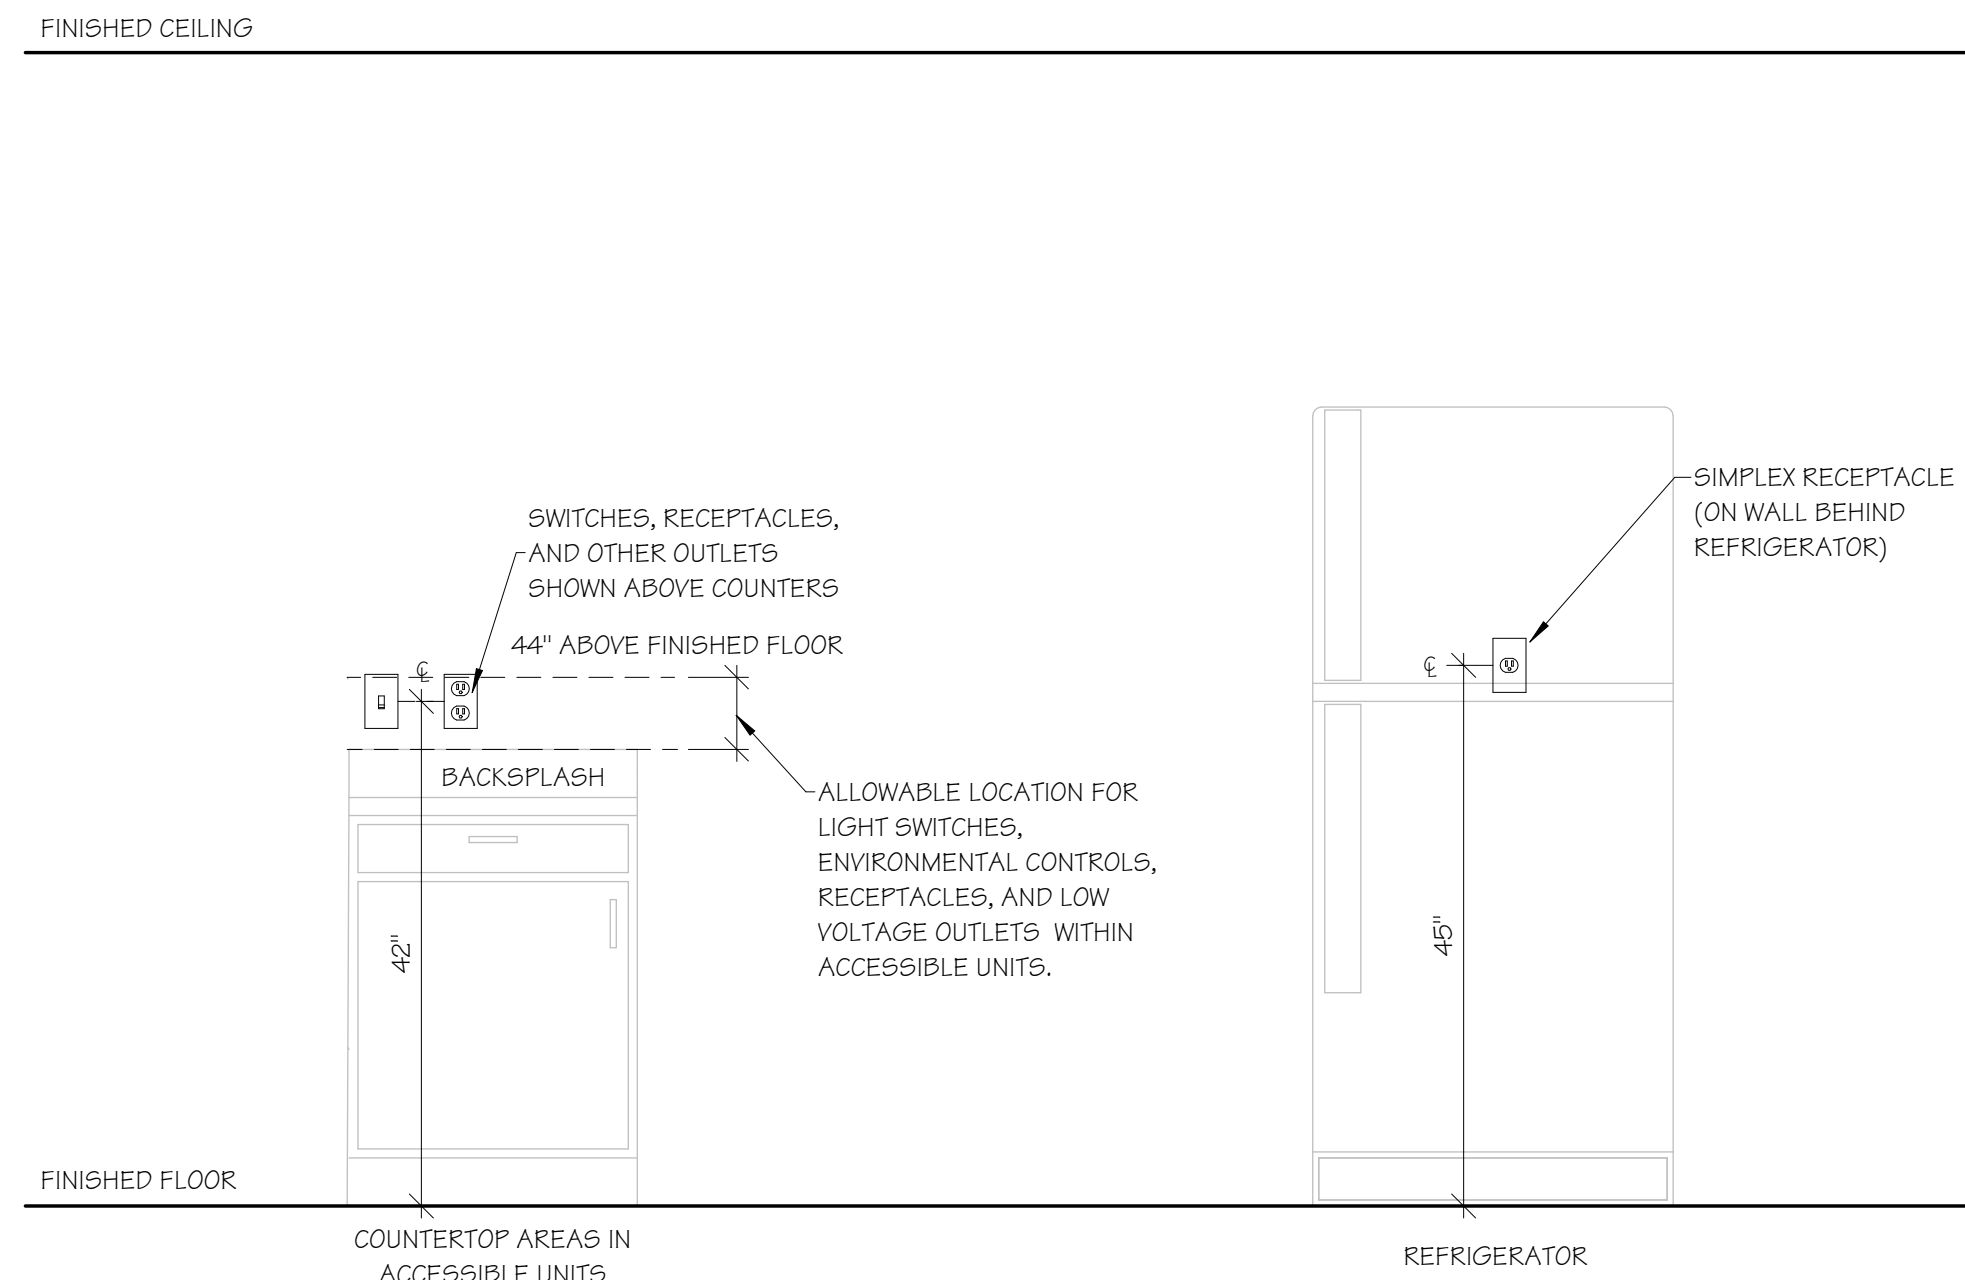 FINISHED CEILING
SWITCHES, RECEPTACLES,
AND OTHER OUTLETS
SHOWN ABOVE COUNTERS
44" ABOVE FINISHED FLOOR
℄
BACKSPLASH
42"
ALLOWABLE LOCATION FOR
LIGHT SWITCHES,
ENVIRONMENTAL CONTROLS,
RECEPTACLES, AND LOW
VOLTAGE OUTLETS WITHIN
ACCESSIBLE UNITS.
SIMPLEX RECEPTACLE
(ON WALL BEHIND
REFRIGERATOR)
℄
45"
FINISHED FLOOR
COUNTERTOP AREAS IN
ACCESSIBLE UNITS
REFRIGERATOR